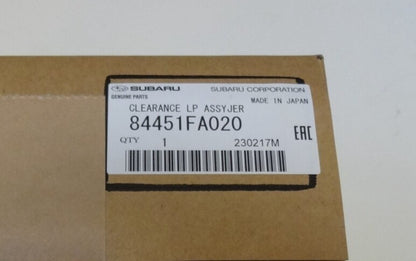 SUBARU SUBARU CORPORATION
GENUINE PARTS MADE IN JAPAN
CLEARANCE LP ASSYJER
84451FA020
QTY 1 230217M
EAC